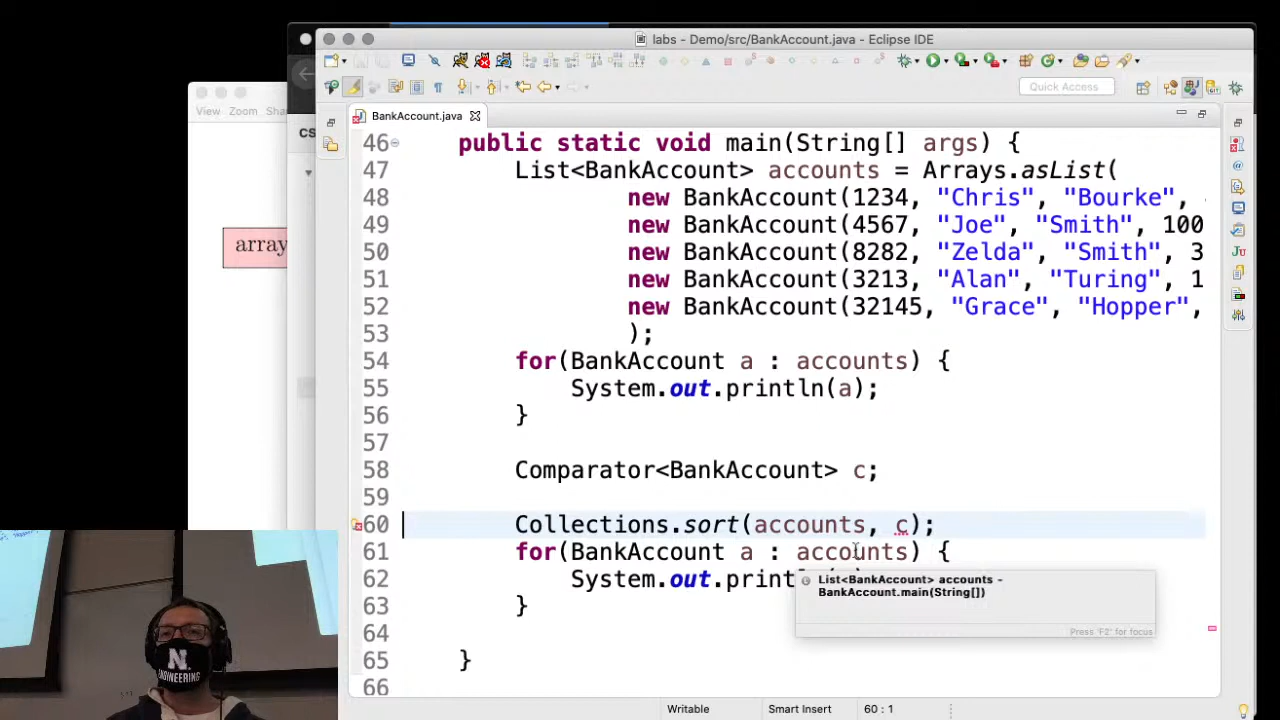 labs - Demo/src/BankAccount.java - Eclipse IDE
Quick Access
View Zoom
BankAccount.java
CS
array
46 public static void main(String[] args) {
47 List<BankAccount> accounts = Arrays.asList(
48 new BankAccount(1234, "Chris", "Bourke",
49 new BankAccount(4567, "Joe", "Smith", 100
50 new BankAccount(8282, "Zelda", "Smith", 3
51 new BankAccount(3213, "Alan", "Turing", 1
52 new BankAccount(32145, "Grace", "Hopper",
53 );
54 for(BankAccount a : accounts) {
55 System.out.println(a);
56 }
57
58 Comparator<BankAccount> c;
59
60 Collections.sort(accounts, c);
61 for(BankAccount a : accounts) {
62 System.out.print
List<BankAccount> accounts -
BankAccount.main(String[])
Press 'F2' for focus
63 }
64
65 }
66
N
ENGINEERING
Writable Smart Insert 60 : 1